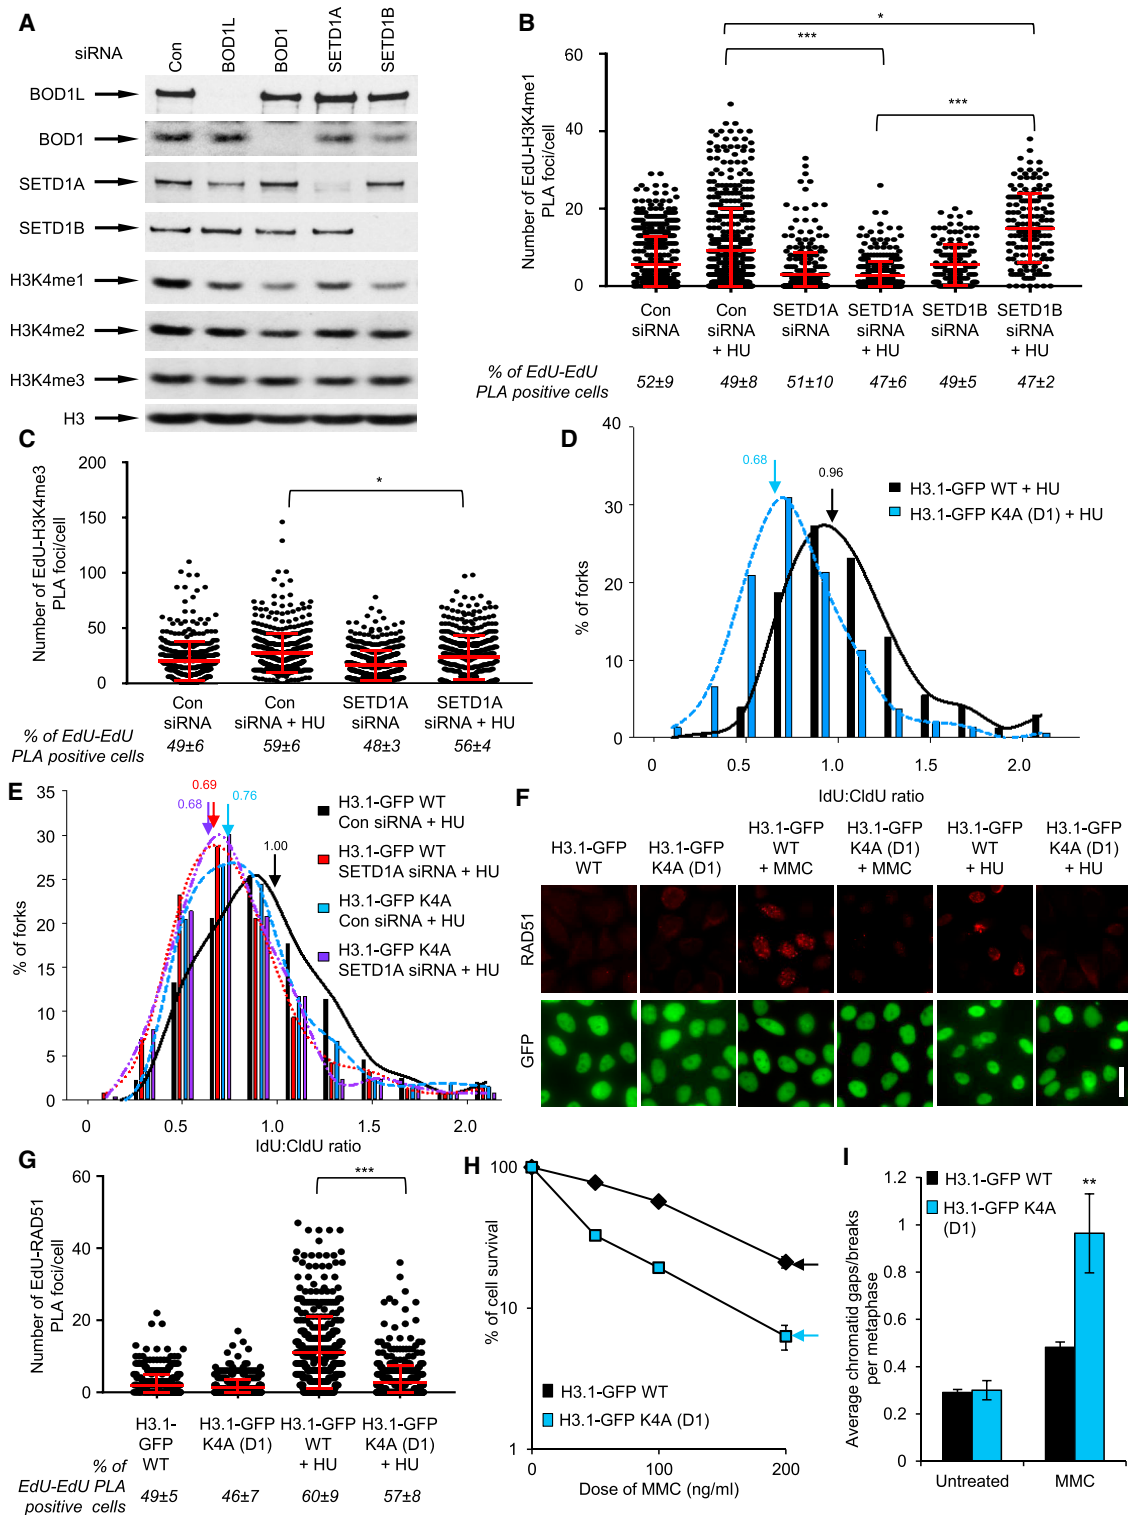 A
siRNA
Con
BOD1L
BOD1
SETD1A
SETD1B
BOD1L
BOD1
SETD1A
SETD1B
H3K4me1
H3K4me2
H3K4me3
H3
B
Number of EdU-H3K4me1
PLA foci/cell
60
40
20
0
*
***
***
Con
siRNA
Con
siRNA
+ HU
SETD1A
siRNA
SETD1A
siRNA
+ HU
SETD1B
siRNA
SETD1B
siRNA
+ HU
% of EdU-EdU
PLA positive cells
52±9
49±8
51±10
47±6
49±5
47±2
C
Number of EdU-H3K4me3
PLA foci/cell
200
150
100
50
0
*
Con
siRNA
Con
siRNA + HU
SETD1A
siRNA
SETD1A
siRNA + HU
% of EdU-EdU
PLA positive cells
49±6
59±6
48±3
56±4
D
% of forks
40
30
20
10
0
0.68
0.96
H3.1-GFP WT + HU
H3.1-GFP K4A (D1) + HU
0
0.5
1.0
1.5
2.0
IdU:CldU ratio
E
% of forks
35
30
25
20
15
10
5
0
0.69
0.68
0.76
1.00
H3.1-GFP WT
Con siRNA + HU
H3.1-GFP WT
SETD1A siRNA + HU
H3.1-GFP K4A
Con siRNA + HU
H3.1-GFP K4A
SETD1A siRNA + HU
0
0.5
1.0
1.5
2.0
IdU:CldU ratio
F
H3.1-GFP
WT
H3.1-GFP
K4A (D1)
H3.1-GFP
WT
+ MMC
H3.1-GFP
K4A (D1)
+ MMC
H3.1-GFP
WT
+ HU
H3.1-GFP
K4A (D1)
+ HU
RAD51
GFP
G
Number of EdU-RAD51
PLA foci/cell
60
40
20
0
***
H3.1-
GFP
WT
H3.1-GFP
K4A (D1)
H3.1-GFP
WT
+ HU
H3.1-GFP
K4A (D1)
+ HU
% of
EdU-EdU PLA
positive cells
49±5
46±7
60±9
57±8
H
% of cell survival
100
10
1
H3.1-GFP WT
H3.1-GFP K4A (D1)
0
100
200
Dose of MMC (ng/ml)
I
Average chromatid gaps/breaks
per metaphase
1.2
1
0.8
0.6
0.4
0.2
0
H3.1-GFP WT
H3.1-GFP K4A
(D1)
**
Untreated
MMC